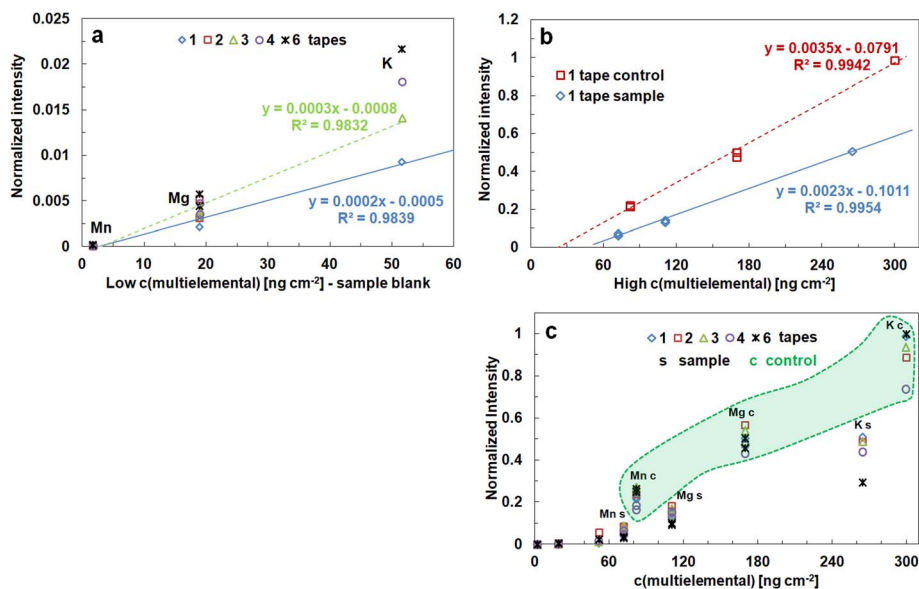 a
1 2 3 4 6 tapes
K
y = 0.0003x - 0.0008
R² = 0.9832
Mg
Mn
y = 0.0002x - 0.0005
R² = 0.9839
0.025
0.02
0.015
0.01
0.005
0
Normalized intensity
0 10 20 30 40 50 60
Low c(multielemental) [ng cm⁻²] - sample blank
b
y = 0.0035x - 0.0791
R² = 0.9942
1 tape control
1 tape sample
y = 0.0023x - 0.1011
R² = 0.9954
1.2
1
0.8
0.6
0.4
0.2
0
Normalized intensity
0 60 120 180 240 300
High c(multielemental) [ng cm⁻²]
c
1 2 3 4 6 tapes
s sample c control
K c
Mg c
K s
Mn c
Mg s
Mn s
1
0.8
0.6
0.4
0.2
0
Normalized Intensity
0 30 60 90 120 150 180 210 240 270 300
c(multielemental) [ng cm⁻²]